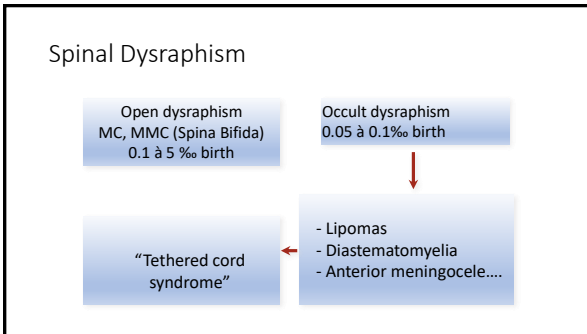 Spinal Dysraphism
Open dysraphism
MC, MMC (Spina Bifida)
0.1 à 5 ‰ birth
Occult dysraphism
0.05 à 0.1‰ birth
- Lipomas
- Diastematomyelia
- Anterior meningocele....
“Tethered cord
syndrome”